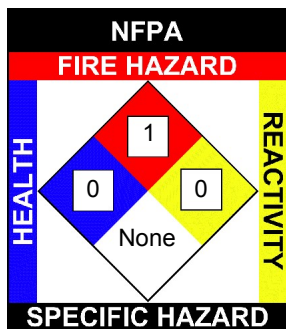 NFPA
FIRE HAZARD
1
HEALTH
0
0
REACTIVITY
None
SPECIFIC HAZARD